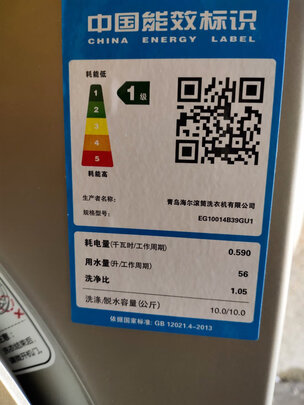 中国能效标识
CHINA ENERGY LABEL
耗能低
1
2
3
4
5
1级
耗能高
生产者名称: 青岛海尔滚筒洗衣机有限公司
规格型号: EG10014B39GU1
耗电量(千瓦时/工作周期) 0.590
用水量(升/工作周期) 56
洗净比 1.05
洗涤/脱水容量(公斤) 10.0/10.0
依据国家标准: GB 12021.4-2013